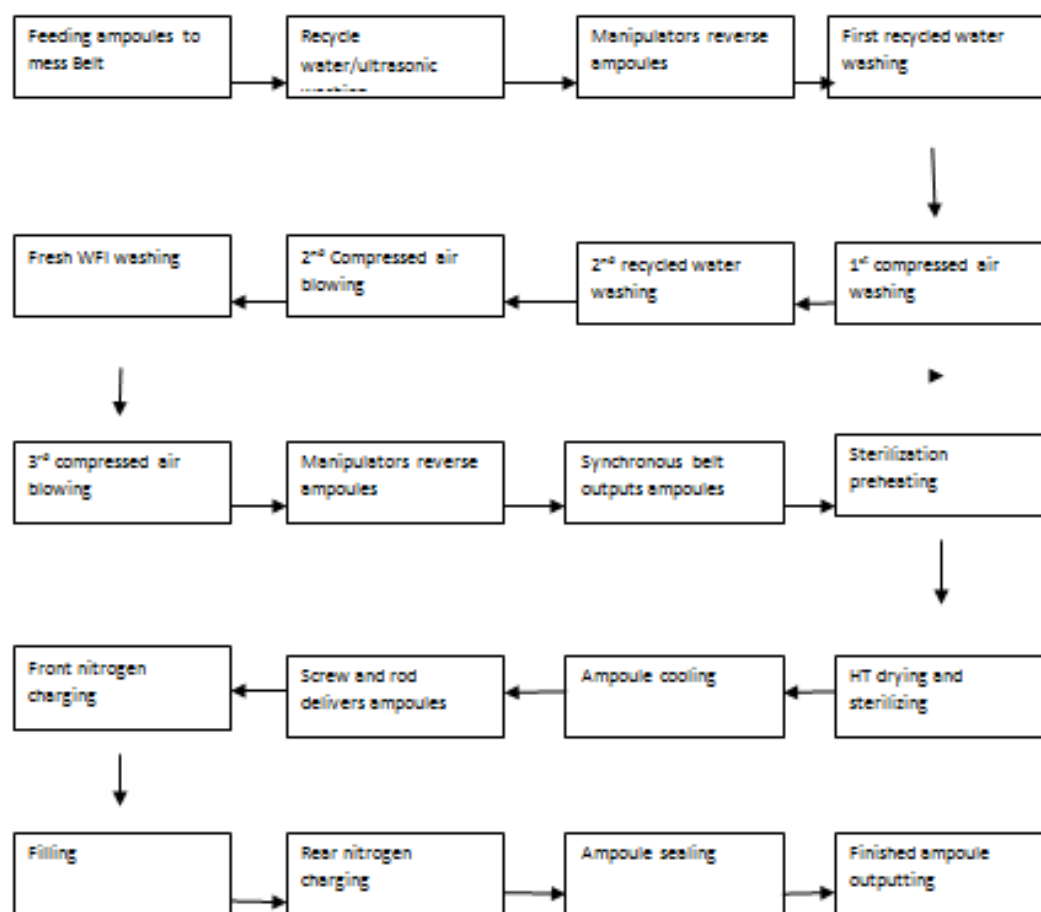 Feeding ampoules to
mess Belt
Recycle
water/ultrasonic
washing
Manipulators reverse
ampoules
First recycled water
washing
Fresh WFI washing
2nd Compressed air
blowing
2nd recycled water
washing
1st compressed air
washing
3rd compressed air
blowing
Manipulators reverse
ampoules
Synchronous belt
outputs ampoules
Sterilization
preheating
Front nitrogen
charging
Screw and rod
delivers ampoules
Ampoule cooling
HT drying and
sterilizing
Filling
Rear nitrogen
charging
Ampoule sealing
Finished ampoule
outputting